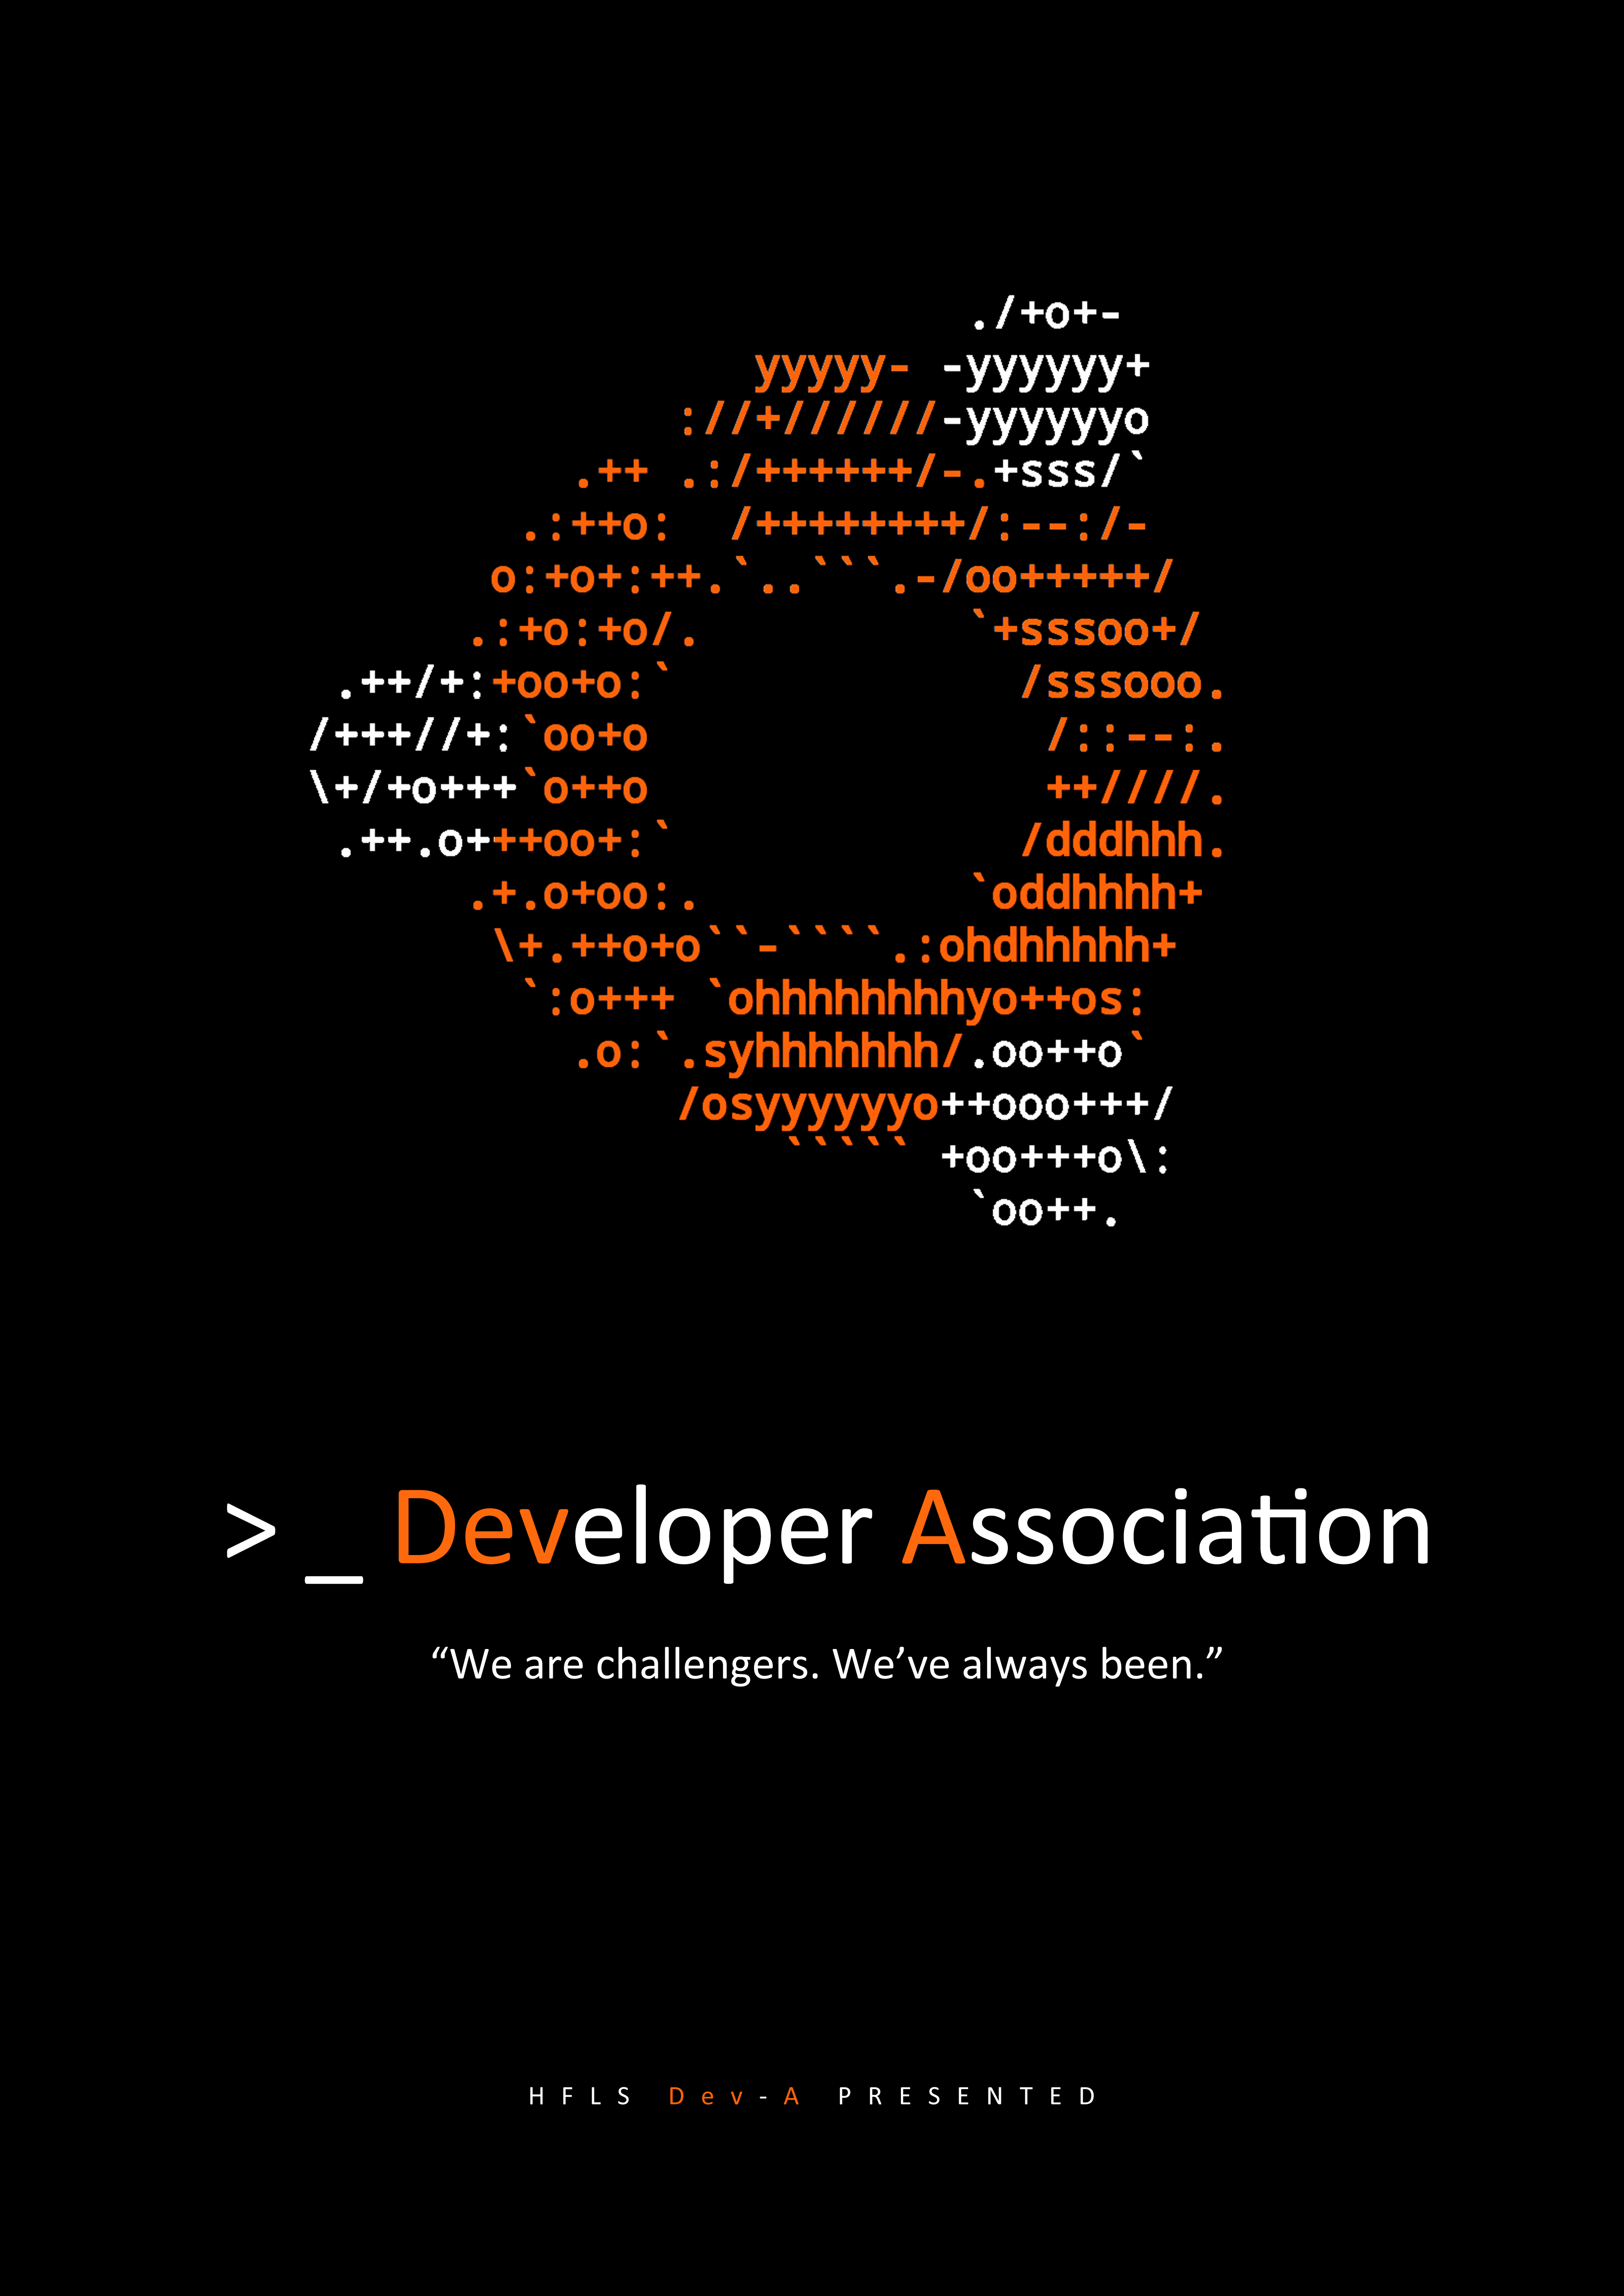 ./+o+-
yyyyy- -yyyyyy+
://+//////-yyyyyyo
.++ .:/++++++/-.+sss/`
.:++o:  /++++++++/:--:/-
o:+o+:++.`..```.-/oo+++++/
.:+o:+o/.          `+sssoo+/
.++/+:+oo+o:`             /sssooo.
/+++//+:`oo+o               /::--:.
\+/+o+++`o++o               ++////.
.++.o+++oo+:`             /dddhhh.
.+.o+oo:.          `oddhhhh+
\+.++o+o``-````.:ohdhhhhh+
`:o+++ `ohhhhhhhhyo++os:
.o:`.syhhhhhhh/.oo++o`
/osyyyyyyo++ooo+++/
````` +oo+++o\:
`oo++.
>_ Developer Association
“We are challengers. We’ve always been.”
HFLS Dev-A PRESENTED